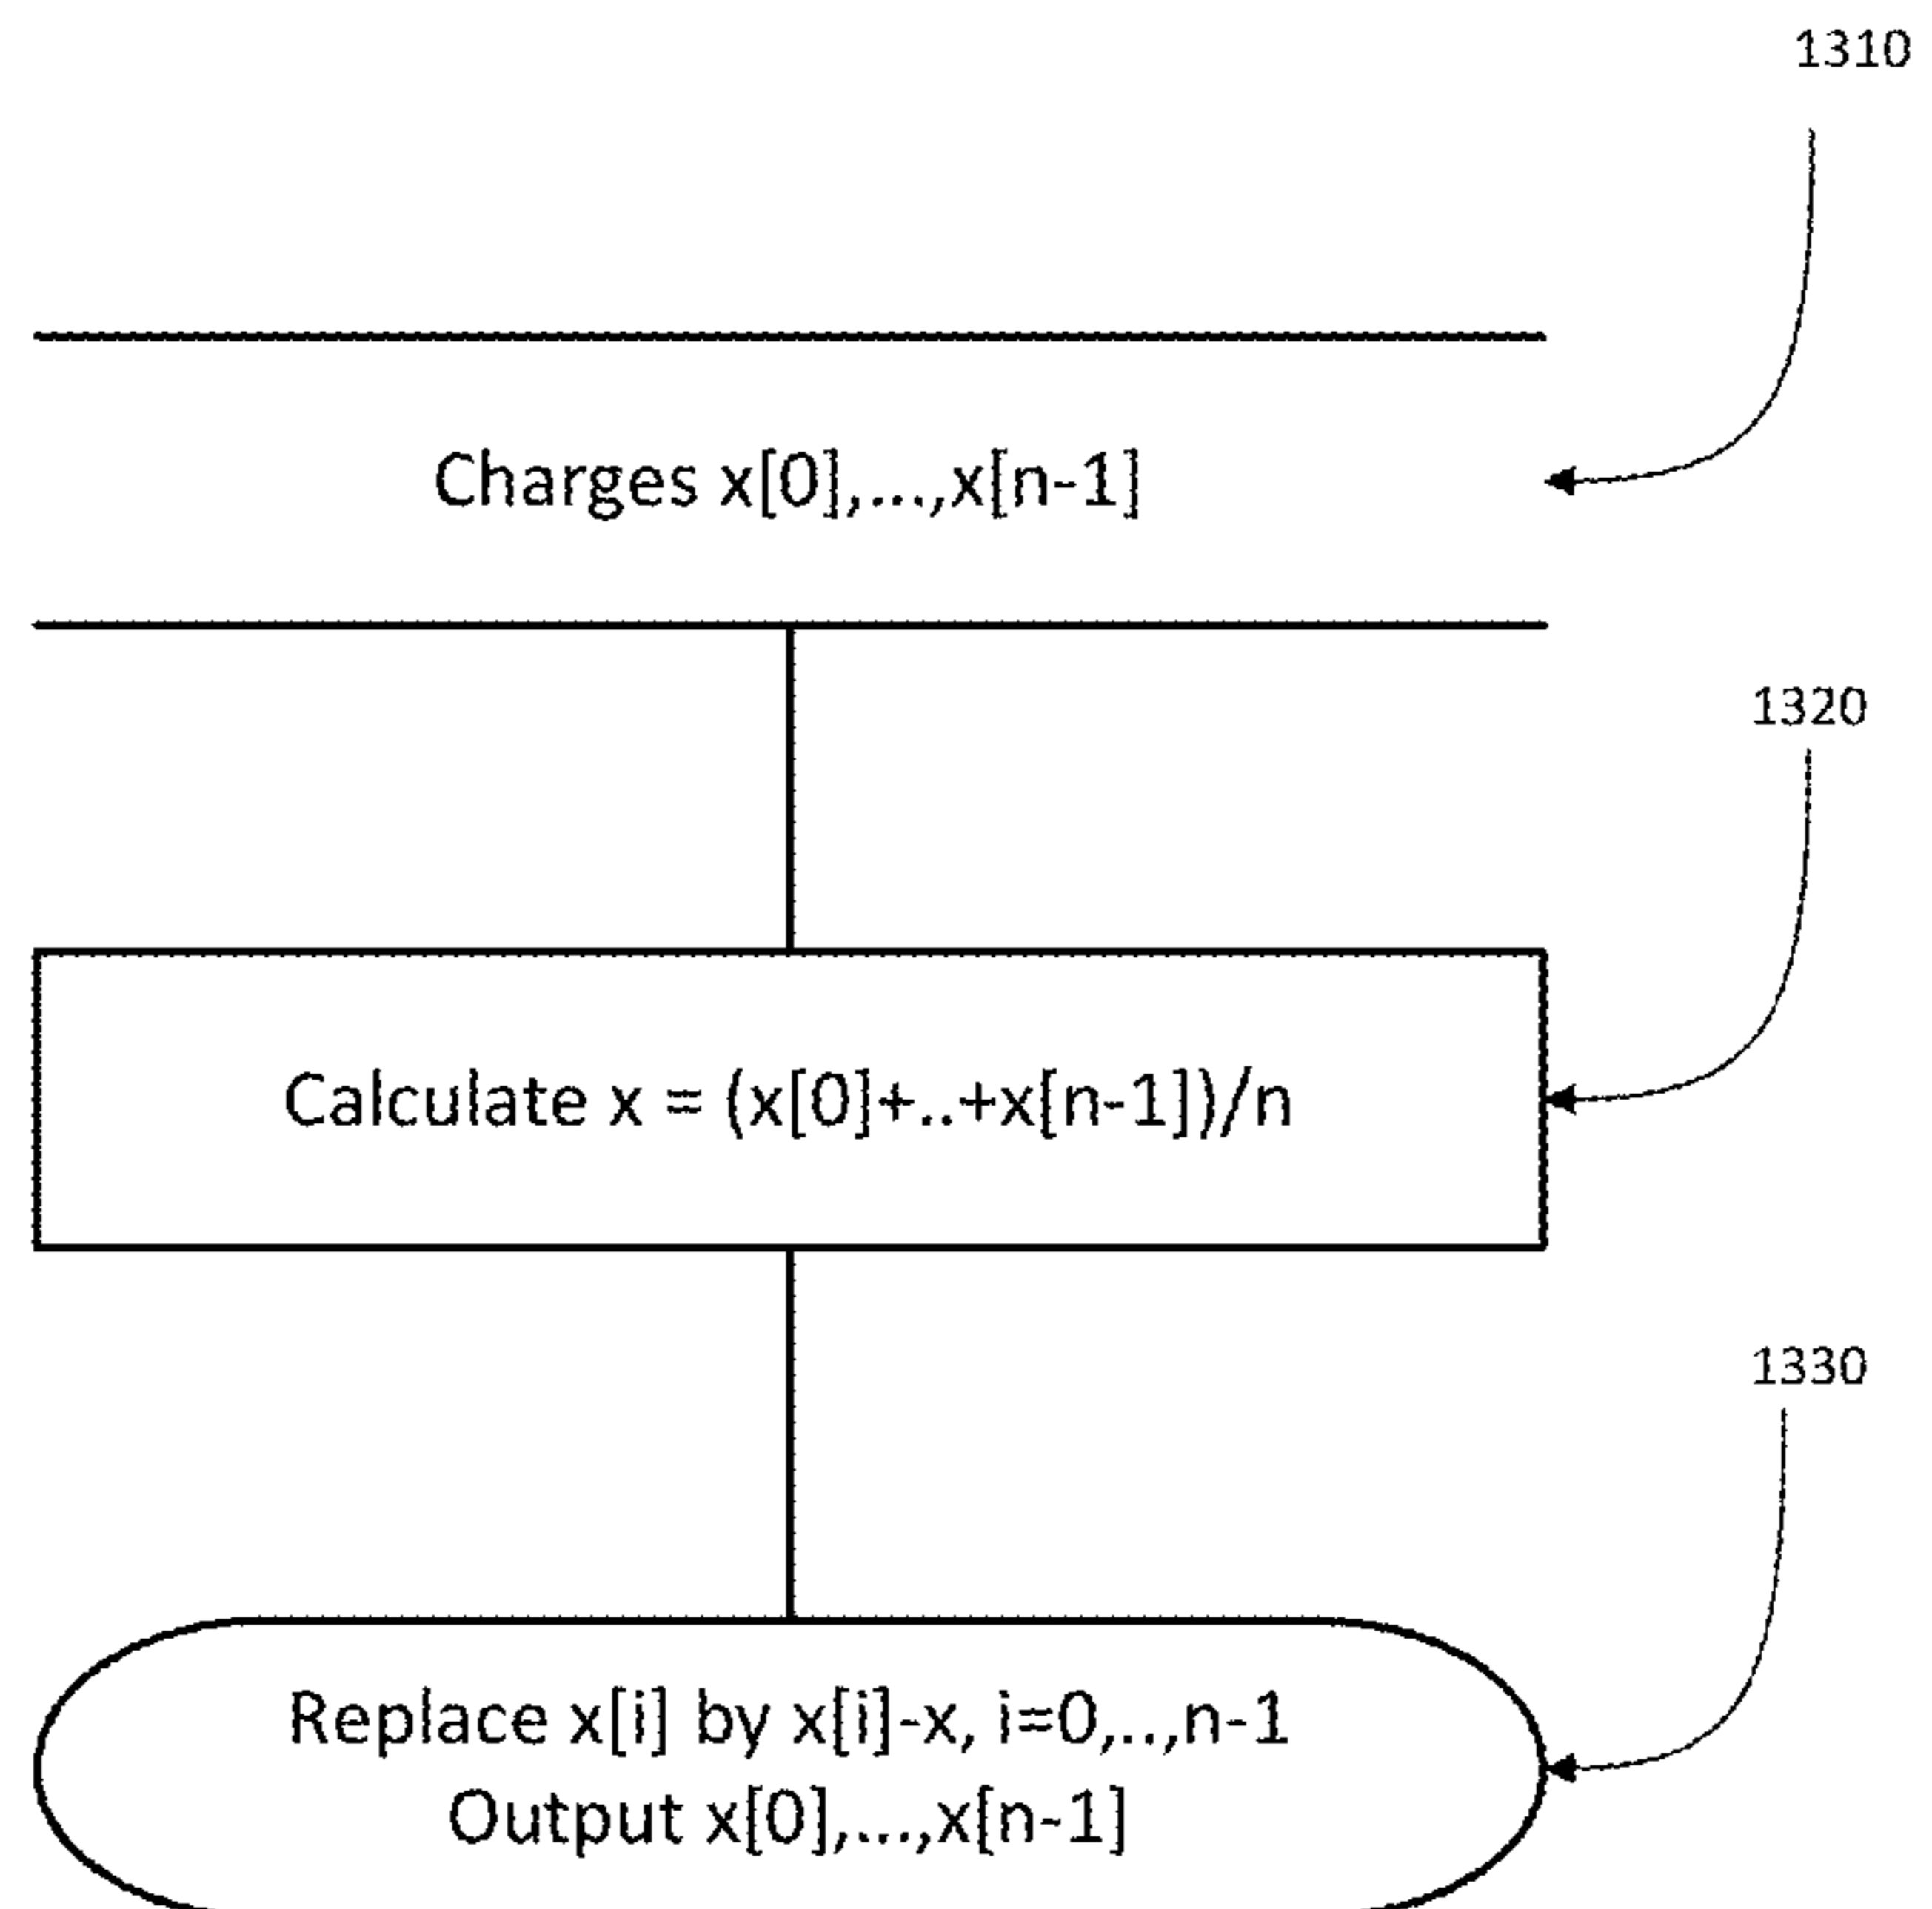 1310
Charges x[0],...,x[n-1]
1320
Calculate x = (x[0]+..+x[n-1])/n
1330
Replace x[i] by x[i]-x, i=0,..,n-1
Output x[0],...,x[n-1]